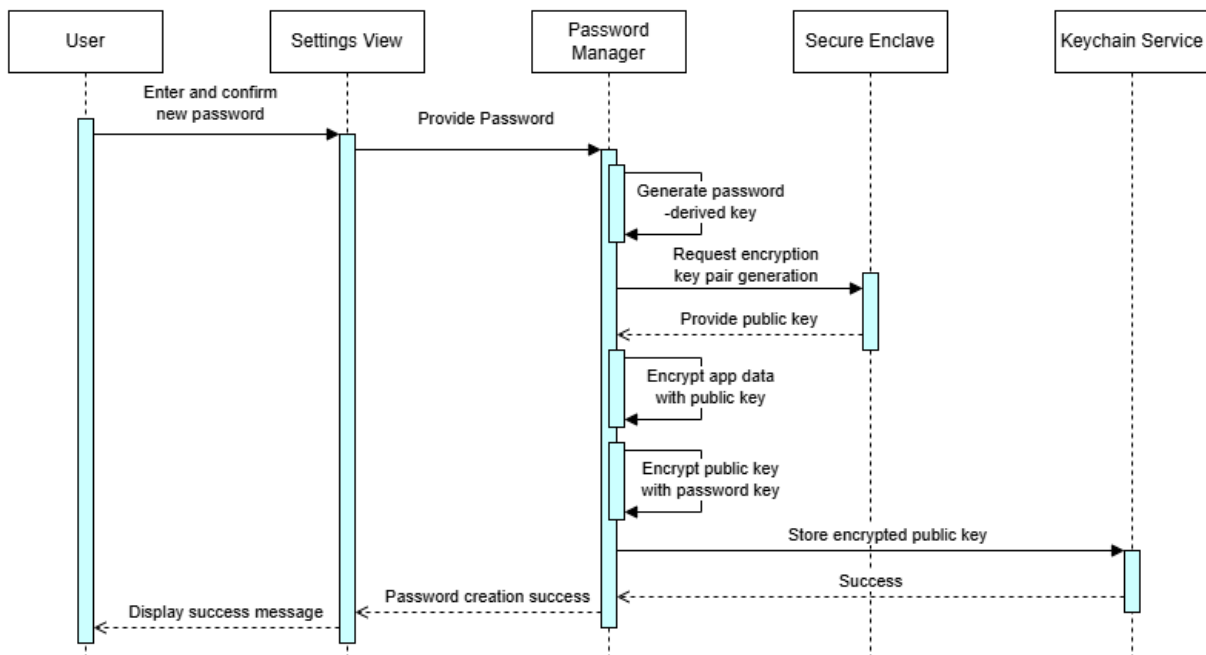 User
Settings View
Password
Manager
Secure Enclave
Keychain Service
Enter and confirm
new password
Provide Password
Generate password
-derived key
Request encryption
key pair generation
Provide public key
Encrypt app data
with public key
Encrypt public key
with password key
Store encrypted public key
Success
Password creation success
Display success message